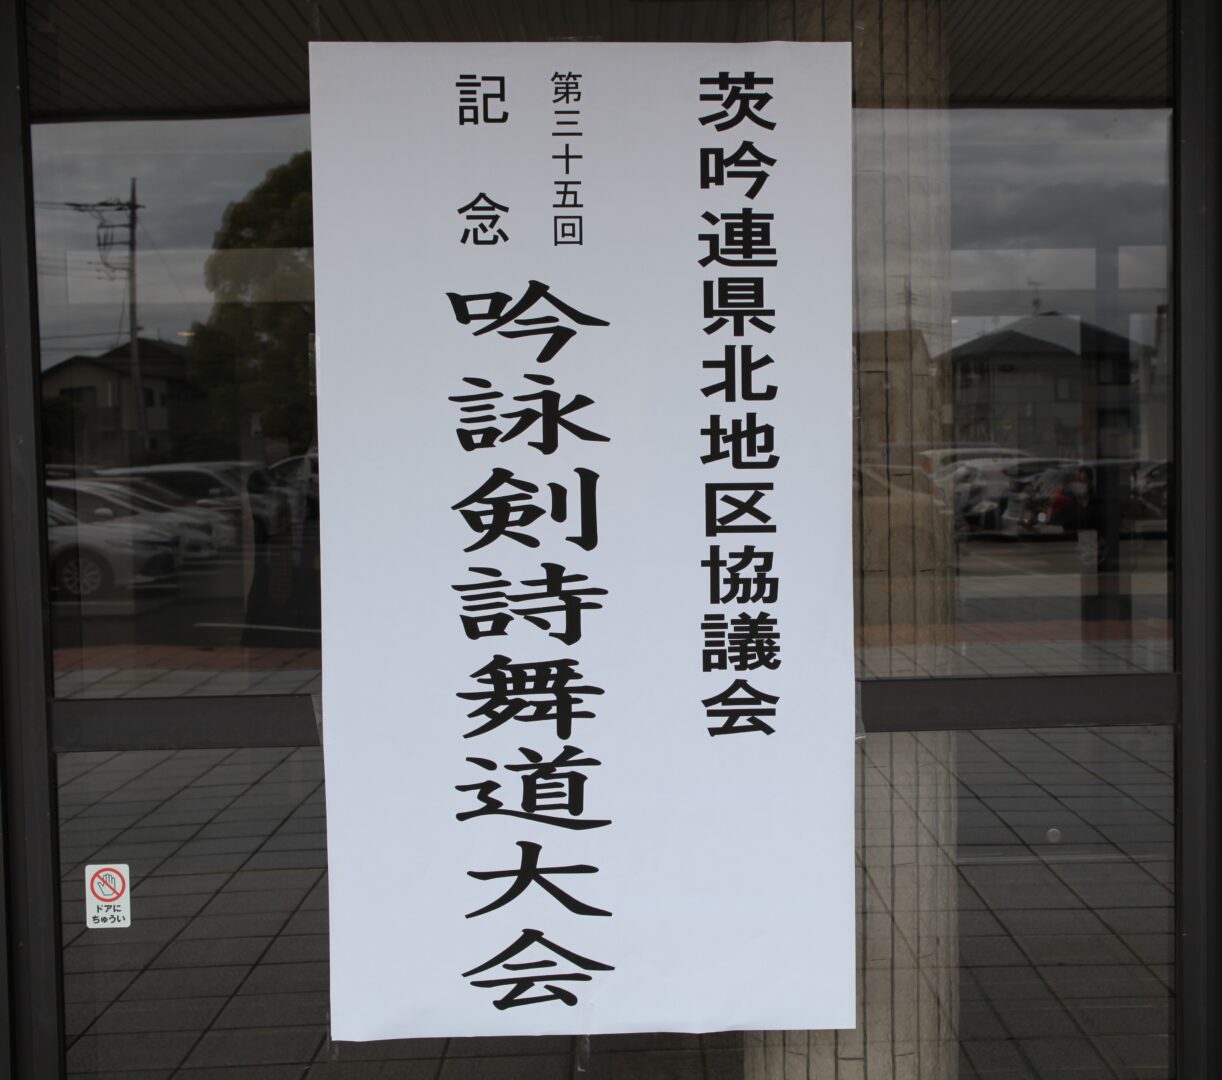 茨吟連県北地区協議会
第三十五回
記念
吟詠剣詩舞道大会
ドアに
ちゅうい